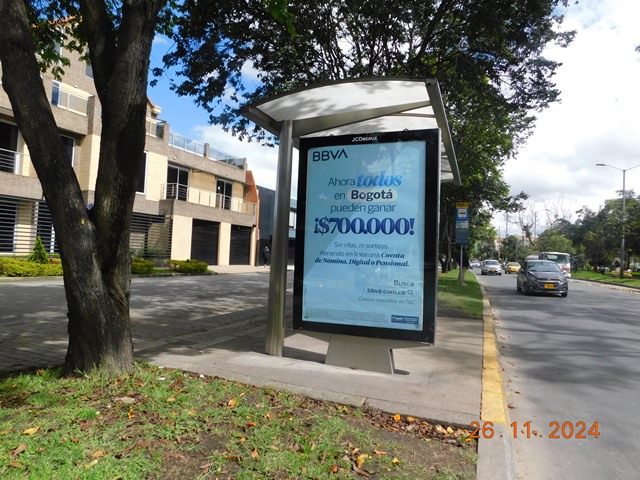 JCDecaux
BBVA
Ahora todos
en Bogotá
pueden ganar
¡$700.000!
Sin rifas, ni sorteos.
Abriendo en línea una Cuenta
de Nómina, Digital o Pensional.
Busca
bbva.com.co
26.11.2024